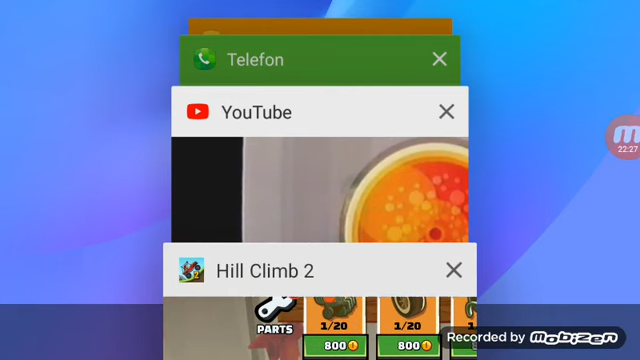 Telefon
YouTube
22:27
Hill Climb 2
PARTS
1/20
1/20
800
800
Recorded by mobizen